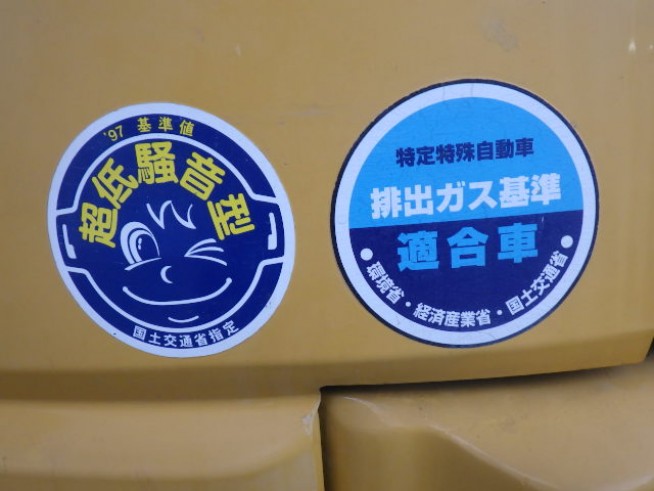 '97 基準値
超低騒音型
国土交通省指定
特定特殊自動車
排出ガス基準
適合車
• 環境省・経済産業省・国土交通省 •